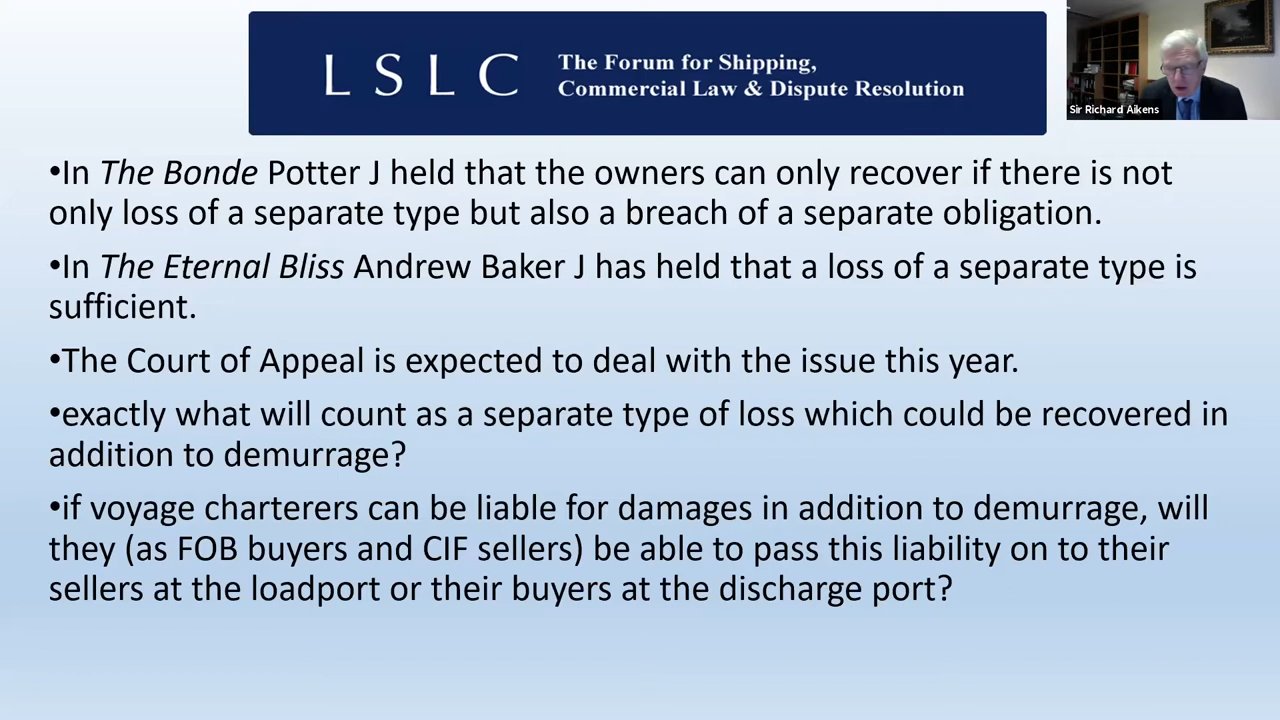 L S L C
The Forum for Shipping,
Commercial Law & Dispute Resolution
Sir Richard Aikens
•In The Bonde Potter J held that the owners can only recover if there is not
only loss of a separate type but also a breach of a separate obligation.
•In The Eternal Bliss Andrew Baker J has held that a loss of a separate type is
sufficient.
•The Court of Appeal is expected to deal with the issue this year.
•exactly what will count as a separate type of loss which could be recovered in
addition to demurrage?
•if voyage charterers can be liable for damages in addition to demurrage, will
they (as FOB buyers and CIF sellers) be able to pass this liability on to their
sellers at the loadport or their buyers at the discharge port?